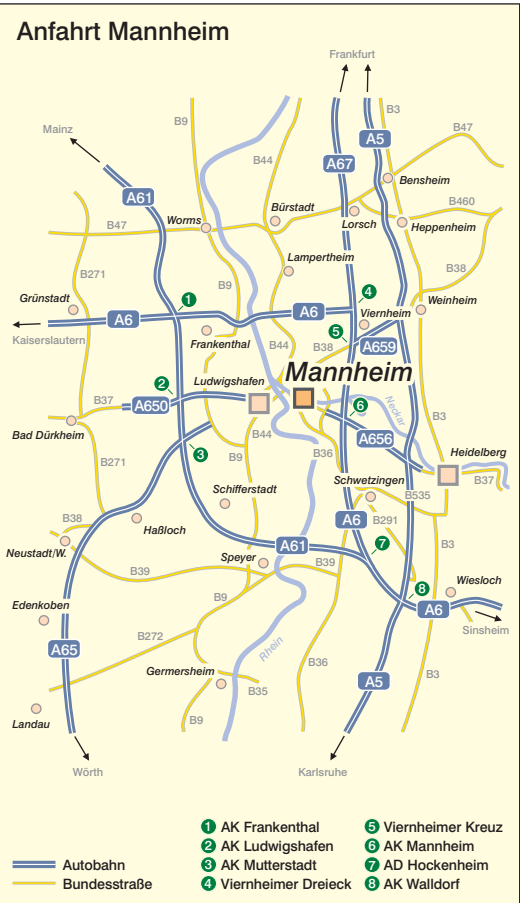 Anfahrt Mannheim
Frankfurt
B9
B3
Mainz
A5
B47
B44
A67
Bensheim
A61
Bürstadt
Lorsch
B460
Worms
Heppenheim
B47
Lampertheim
B38
B271
B9
Grünstadt
1
4
Weinheim
A6
A6
Viernheim
Kaiserslautern
Frankenthal
B44
5
B38
A659
Mannheim
2
Ludwigshafen
B37
A650
6
Neckar
Bad Dürkheim
B44
A656
B3
B36
Heidelberg
3
B9
B271
Schwetzingen
B37
Schifferstadt
B535
B38
Haßloch
A6
B291
Neustadt/W.
A61
7
B3
B39
Speyer
B39
8
Wiesloch
Edenkoben
B9
A6
Sinsheim
B272
A65
Rhein
B36
Germersheim
B35
A5
B3
Landau
B9
Wörth
Karlsruhe
1 AK Frankenthal
2 AK Ludwigshafen
3 AK Mutterstadt
4 Viernheimer Dreieck
5 Viernheimer Kreuz
6 AK Mannheim
7 AD Hockenheim
8 AK Walldorf
Autobahn
Bundesstraße